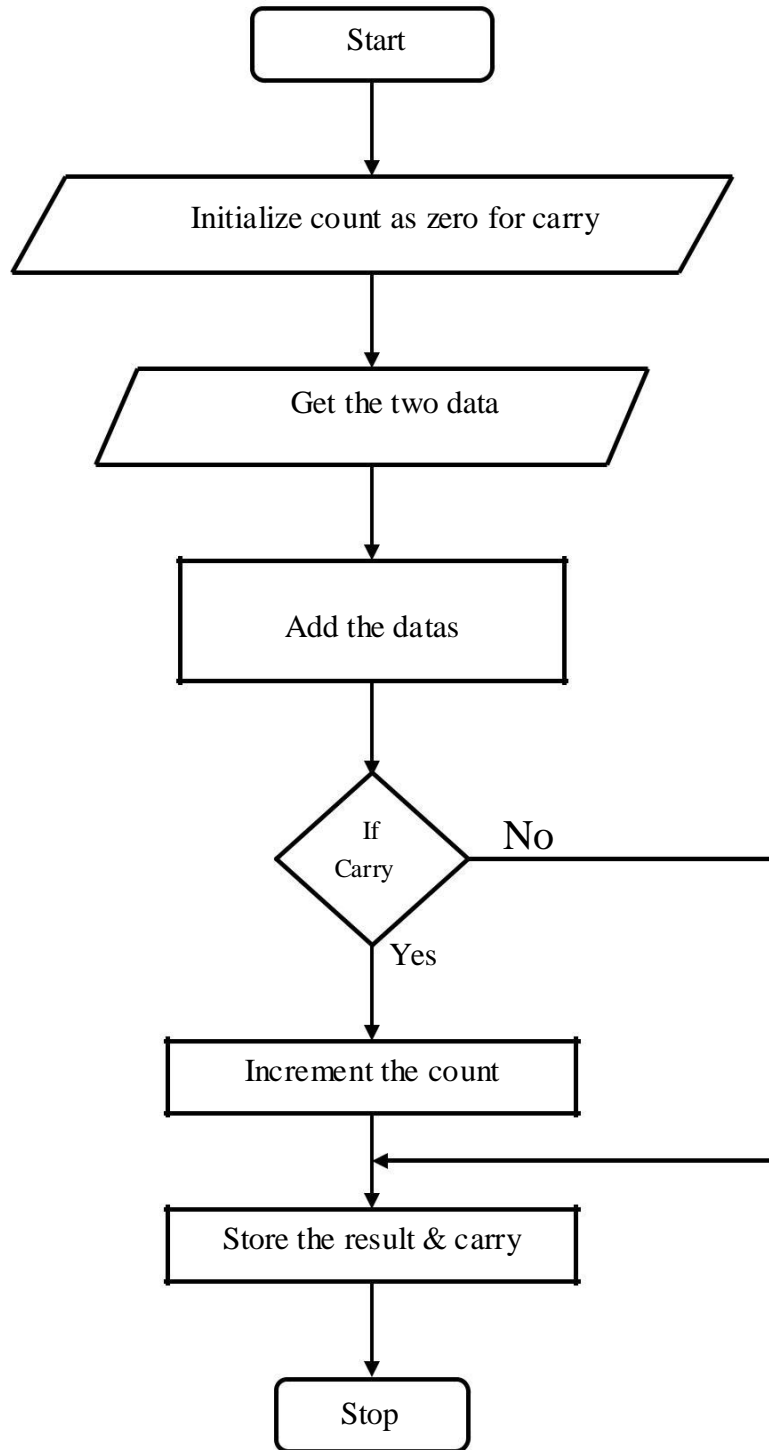 Start
Initialize count as zero for carry
Get the two data
Add the datas
If
Carry
No
Yes
Increment the count
Store the result & carry
Stop